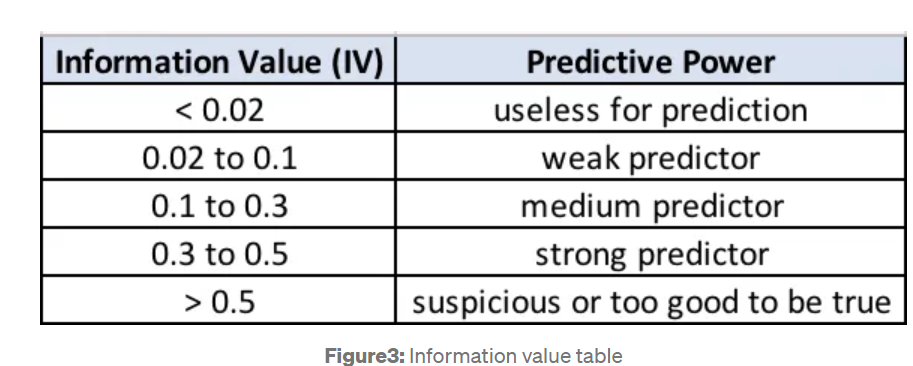 Information Value (IV) Predictive Power
< 0.02 useless for prediction
0.02 to 0.1 weak predictor
0.1 to 0.3 medium predictor
0.3 to 0.5 strong predictor
> 0.5 suspicious or too good to be true
Figure3: Information value table